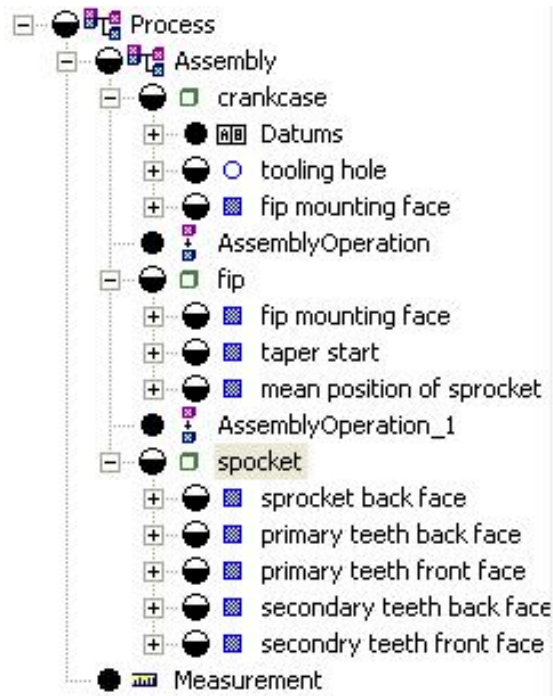 Process
Assembly
crankcase
Datums
tooling hole
fip mounting face
AssemblyOperation
fip
fip mounting face
taper start
mean position of sprocket
AssemblyOperation_1
spocket
sprocket back face
primary teeth back face
primary teeth front face
secondary teeth back face
secondry teeth front face
Measurement